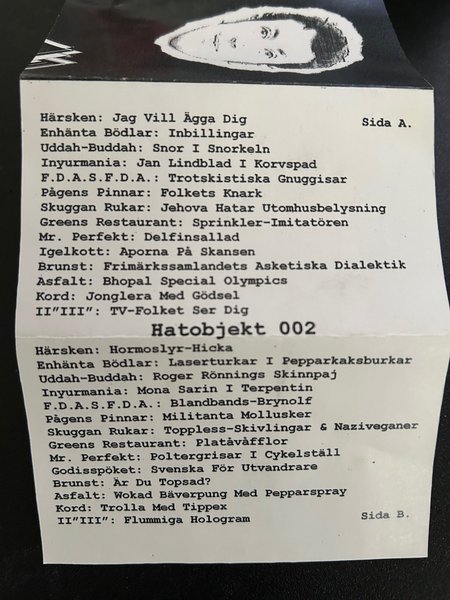 Härsken: Jag Vill Ägga Dig
Sida A.
Enhänta Bödlar: Inbillingar
Uddah-Buddah: Snor I Snorkeln
Inyurmania: Jan Lindblad I Korvspad
F.D.A.S.F.D.A.: Trotskistiska Gnuggisar
Pågens Pinnar: Folkets Knark
Skuggan Rukar: Jehova Hatar Utomhusbelysning
Greens Restaurant: Sprinkler-Imitatören
Mr. Perfekt: Delfinsallad
Igelkott: Aporna På Skansen
Brunst: Frimärkssamlandets Asketiska Dialektik
Asfalt: Bhopal Special Olympics
Kord: Jonglera Med Gödsel
II"III": TV-Folket Ser Dig
Hatobjekt 002
Härsken: Hormoslyr-Hicka
Enhänta Bödlar: Laserturkar I Pepparkaksburkar
Uddah-Buddah: Roger Rönnings Skinnpaj
Inyurmania: Mona Sarin I Terpentin
F.D.A.S.F.D.A.: Blandbands-Brynolf
Pågens Pinnar: Militanta Mollusker
Skuggan Rukar: Toppless-Skivlingar & Naziveganer
Greens Restaurant: Platåvåfflor
Mr. Perfekt: Poltergrisar I Cykelställ
Godisspöket: Svenska För Utvandrare
Brunst: Är Du Topsad?
Asfalt: Wokad Bäverpung Med Pepparspray
Kord: Trolla Med Tippex
II"III": Flummiga Hologram
Sida B.